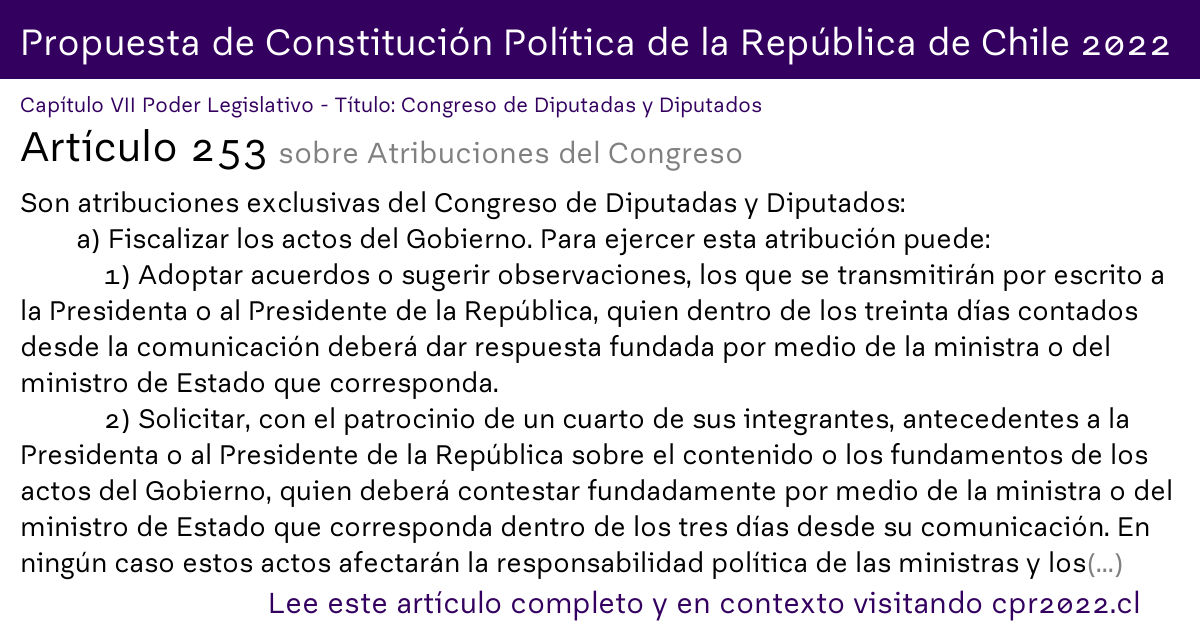 Propuesta de Constitución Política de la República de Chile 2022
Capítulo VII Poder Legislativo - Título: Congreso de Diputadas y Diputados
Artículo 253 sobre Atribuciones del Congreso
Son atribuciones exclusivas del Congreso de Diputadas y Diputados:
a) Fiscalizar los actos del Gobierno. Para ejercer esta atribución puede:
1) Adoptar acuerdos o sugerir observaciones, los que se transmitirán por escrito a
la Presidenta o al Presidente de la República, quien dentro de los treinta días contados
desde la comunicación deberá dar respuesta fundada por medio de la ministra o del
ministro de Estado que corresponda.
2) Solicitar, con el patrocinio de un cuarto de sus integrantes, antecedentes a la
Presidenta o al Presidente de la República sobre el contenido o los fundamentos de los
actos del Gobierno, quien deberá contestar fundadamente por medio de la ministra o del
ministro de Estado que corresponda dentro de los tres días desde su comunicación. En
ningún caso estos actos afectarán la responsabilidad política de las ministras y los(...)
Lee este artículo completo y en contexto visitando cpr2022.cl